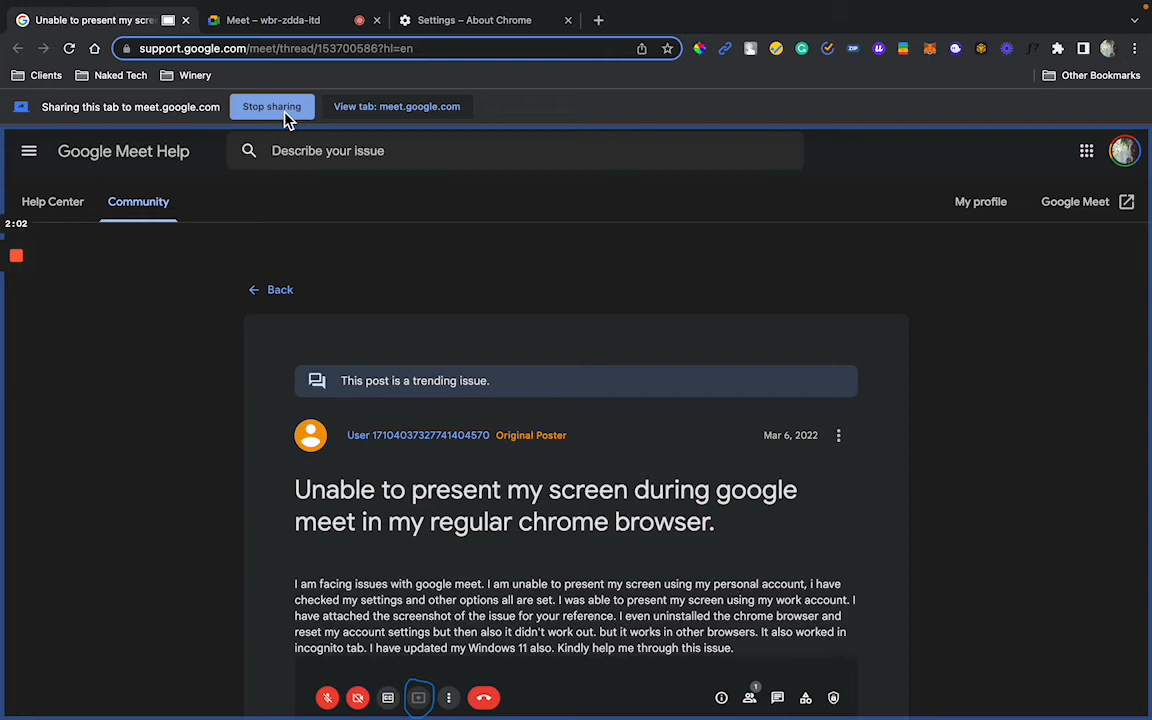 Unable to present my scree
Meet – wbr-zdda-itd
Settings – About Chrome
support.google.com/meet/thread/153700586?hl=en
Clients
Naked Tech
Winery
Other Bookmarks
Sharing this tab to meet.google.com
Stop sharing
View tab: meet.google.com
Google Meet Help
Describe your issue
Help Center
Community
My profile
Google Meet
2:02
Back
This post is a trending issue.
User 17104037327741404570 Original Poster
Mar 6, 2022
Unable to present my screen during google
meet in my regular chrome browser.
I am facing issues with google meet. I am unable to present my screen using my personal account, i have
checked my settings and other options all are set. I was able to present my screen using my work account. I
have attached the screenshot of the issue for your reference. I even uninstalled the chrome browser and
reset my account settings but then also it didn't work out. but it works in other browsers. It also worked in
incognito tab. I have updated my Windows 11 also. Kindly help me through this issue.
1